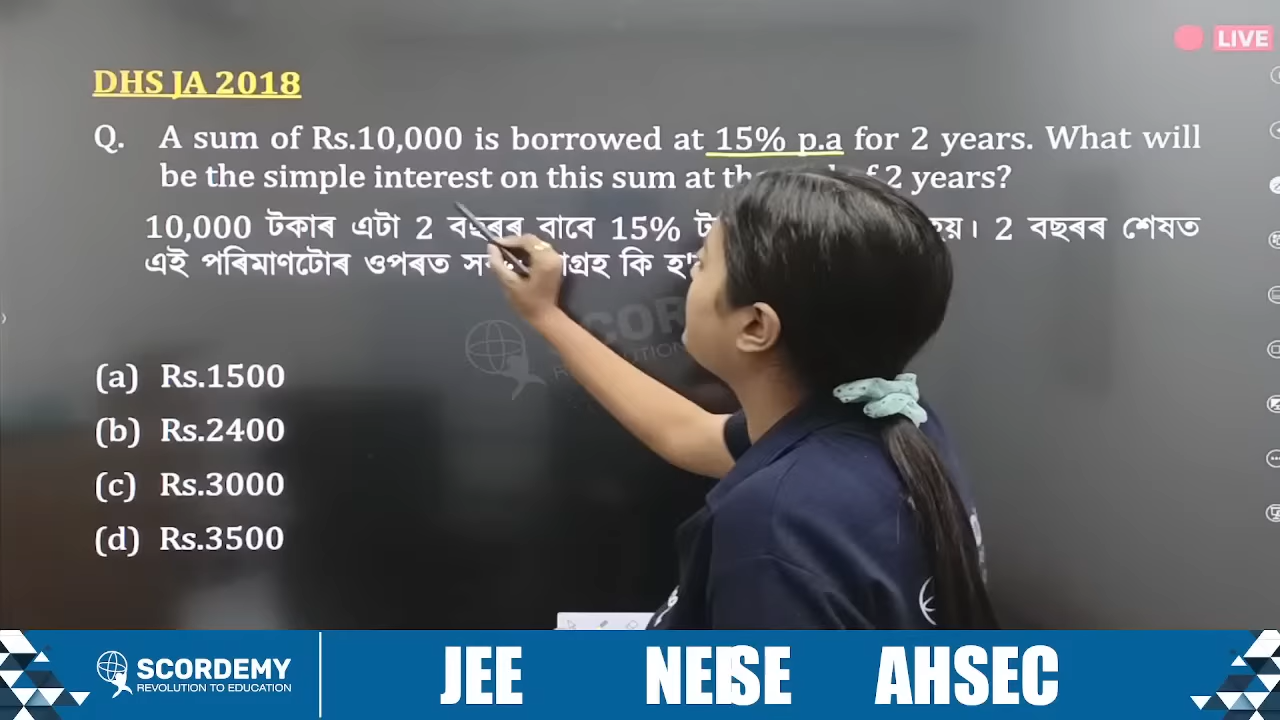 LIVE
DHS JA 2018
Q. A sum of Rs.10,000 is borrowed at 15% p.a for 2 years. What will
be the simple interest on this sum at 2 years?
10,000 টকাৰ এটা 2 বছৰৰ বাবে 15% হয়। 2 বছৰৰ শেষত
এই পৰিমাণটোৰ ওপৰত কি
(a) Rs.1500
(b) Rs.2400
(c) Rs.3000
(d) Rs.3500
SCORDEMY
REVOLUTION TO EDUCATION
JEE AHSEC